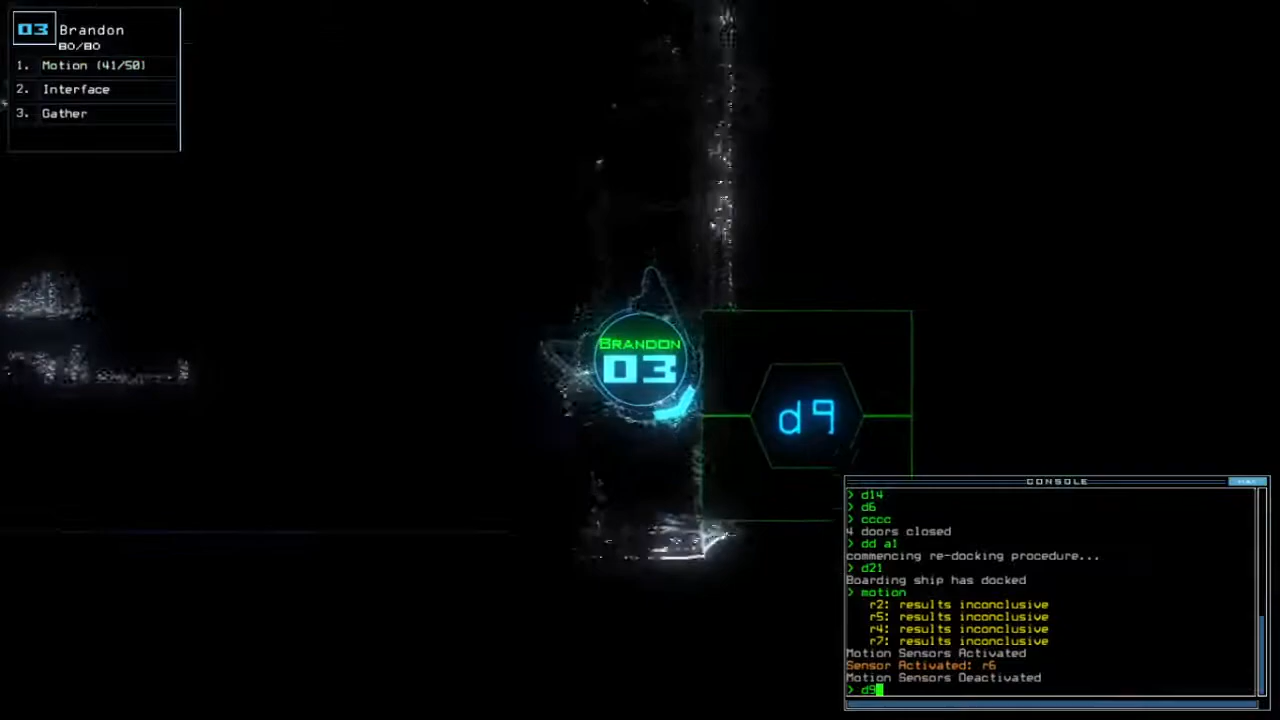 03 Brandon
80/80
1. Motion (41/50)
2. Interface
3. Gather
BRANDON
03
d9
CONSOLE
> d14
> d6
> cccc
4 doors closed
> dd a1
commencing re-docking procedure...
> d21
Boarding ship has docked
> motion
r2: results inconclusive
r5: results inconclusive
r4: results inconclusive
r7: results inconclusive
Motion Sensors Activated
Sensor Activated: r6
Motion Sensors Deactivated
> d9